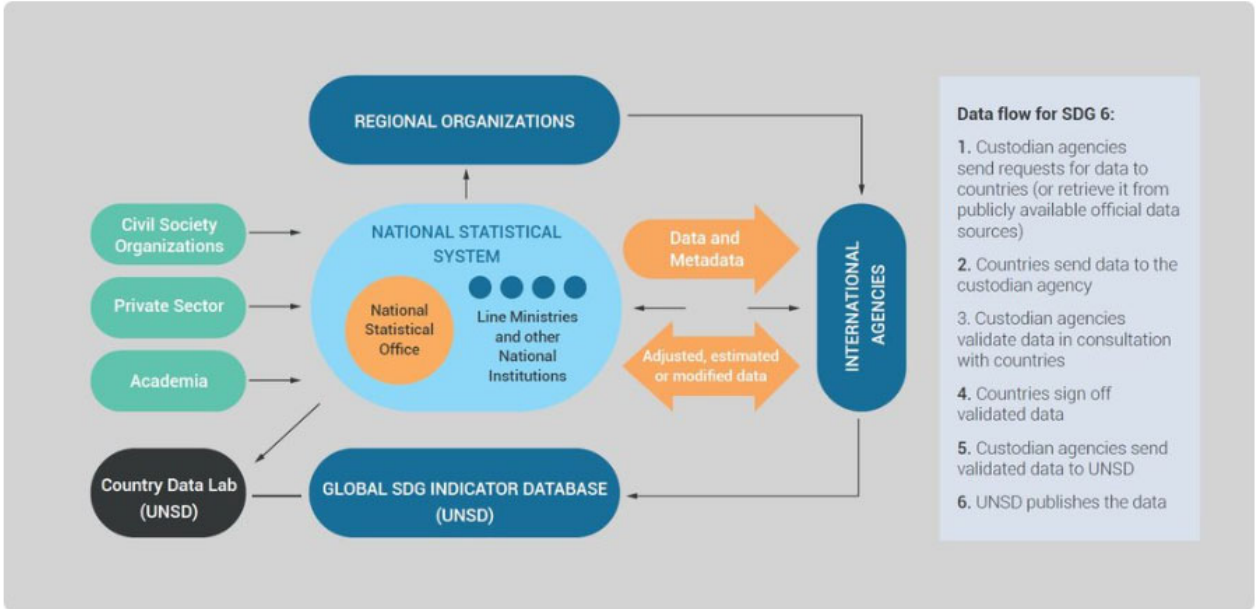 REGIONAL ORGANIZATIONS
Civil Society
Organizations
Private Sector
Academia
NATIONAL STATISTICAL
SYSTEM
National
Statistical
Office
Line Ministries
and other
National
Institutions
Data and
Metadata
Adjusted, estimated
or modified data
INTERNATIONAL
AGENCIES
Country Data Lab
(UNSD)
GLOBAL SDG INDICATOR DATABASE
(UNSD)
Data flow for SDG 6:
1. Custodian agencies
send requests for data to
countries (or retrieve it from
publicly available official data
sources)
2. Countries send data to the
custodian agency
3. Custodian agencies
validate data in consultation
with countries
4. Countries sign off
validated data
5. Custodian agencies send
validated data to UNSD
6. UNSD publishes the data